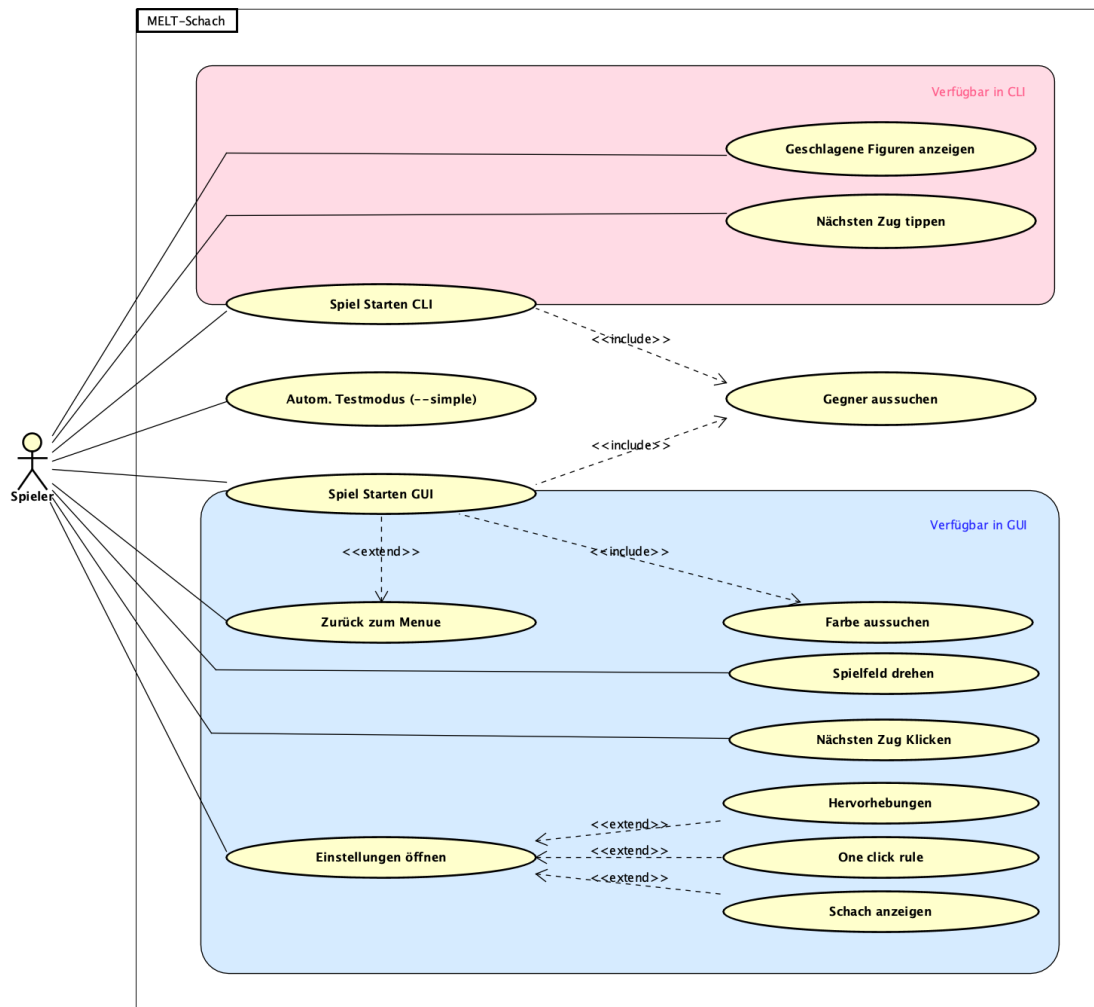 MELT-Schach
Verfügbar in CLI
Geschlagene Figuren anzeigen
Nächsten Zug tippen
Spiel Starten CLI
<<include>>
Autom. Testmodus (--simple)
Gegner aussuchen
<<include>>
Spieler
Spiel Starten GUI
Verfügbar in GUI
<<extend>>
<<include>>
Zurück zum Menue
Farbe aussuchen
Spielfeld drehen
Nächsten Zug Klicken
Hervorhebungen
<<extend>>
Einstellungen öffnen
<<extend>>
One click rule
<<extend>>
Schach anzeigen